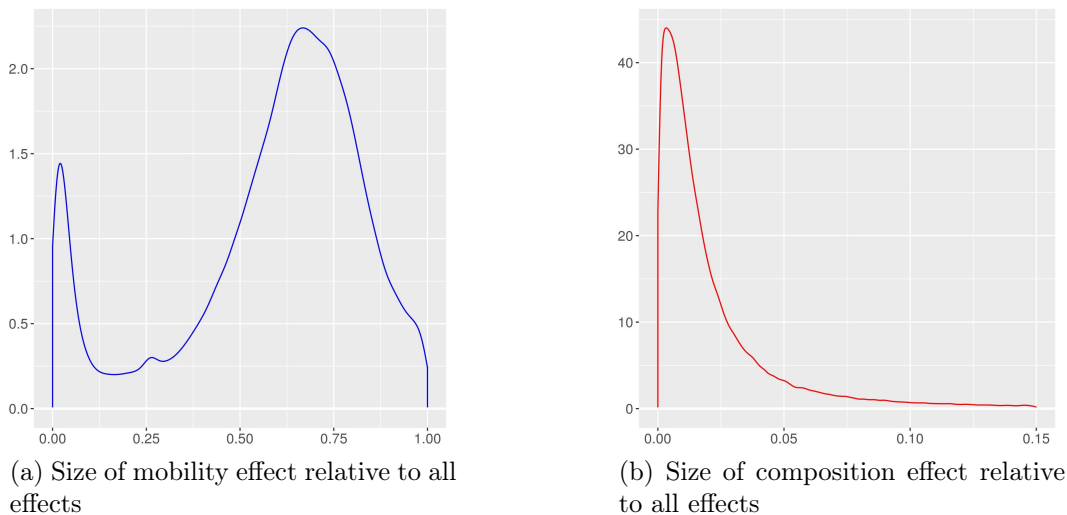 2.0
1.5
1.0
0.5
0.0
0.00 0.25 0.50 0.75 1.00
(a) Size of mobility effect relative to all
effects
40
30
20
10
0
0.00 0.05 0.10 0.15
(b) Size of composition effect relative
to all effects